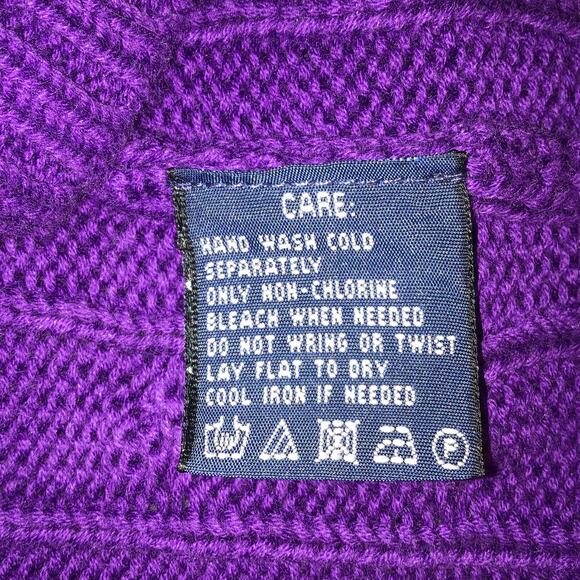 CARE:
HAND WASH COLD
SEPARATELY
ONLY NON-CHLORINE
BLEACH WHEN NEEDED
DO NOT WRING OR TWIST
LAY FLAT TO DRY
COOL IRON IF NEEDED
P